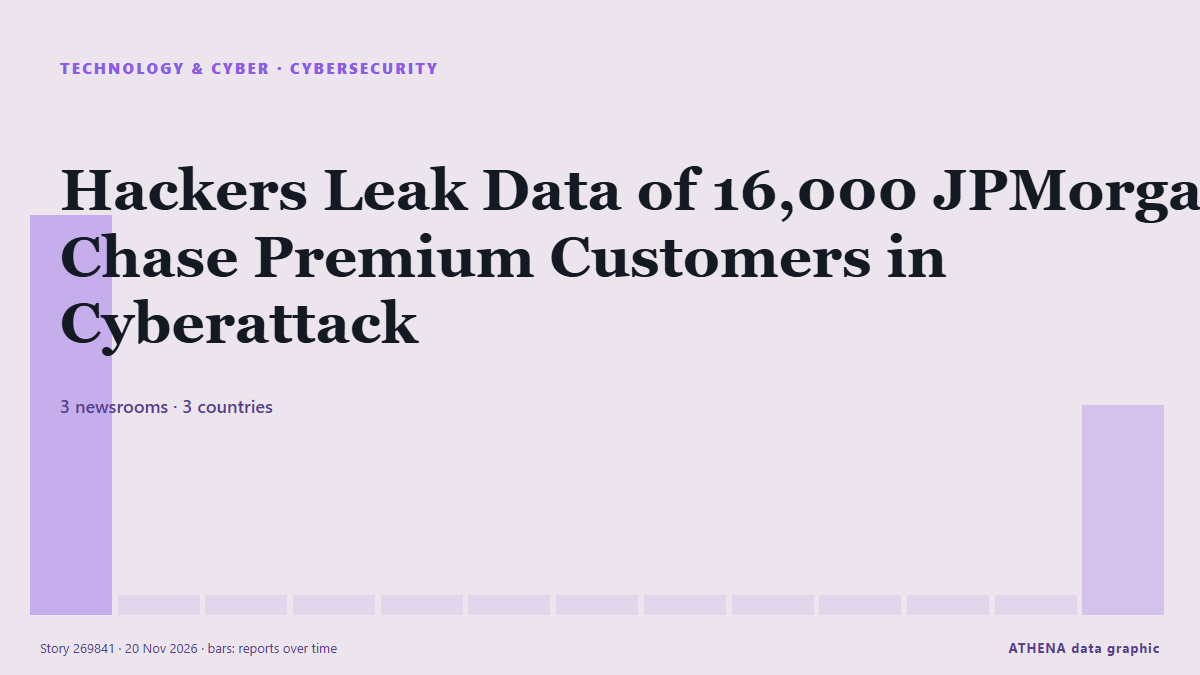 TECHNOLOGY & CYBER · CYBERSECURITY
Hackers Leak Data of 16,000 JPMorga
Chase Premium Customers in
Cyberattack
3 newsrooms · 3 countries
Story 269841 · 20 Nov 2026 · bars: reports over time
ATHENA data graphic